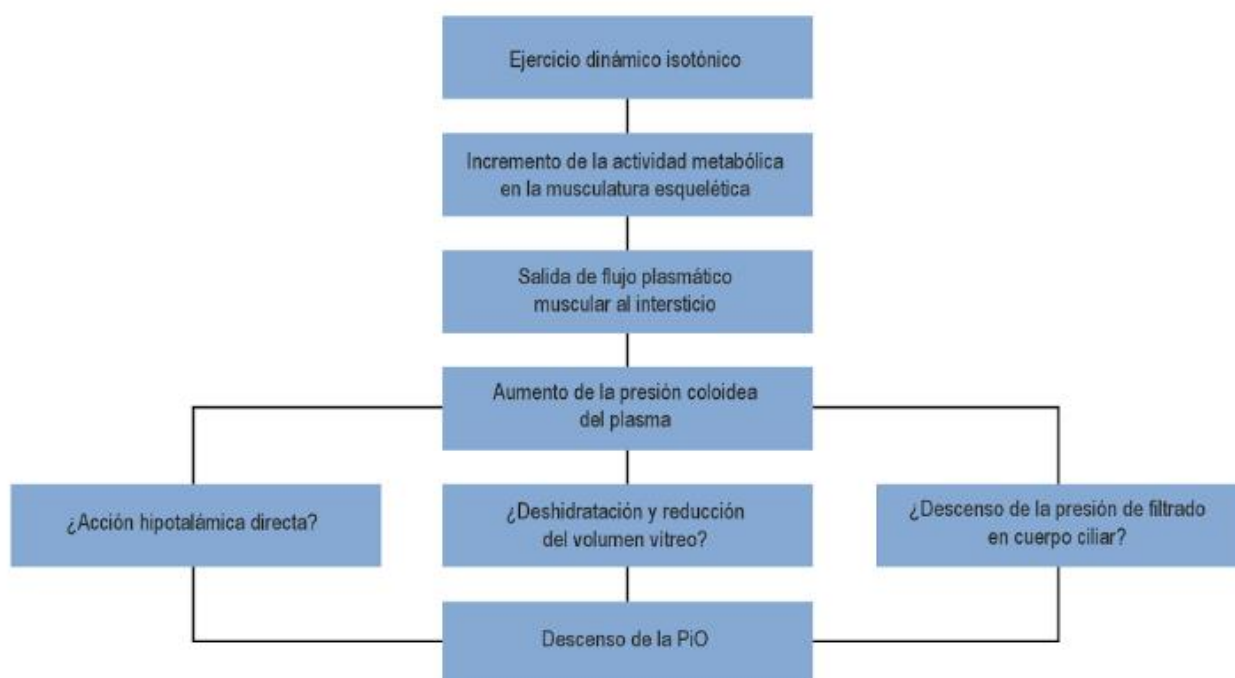 Ejercicio dinámico isotónico
Incremento de la actividad metabólica
en la musculatura esquelética
Salida de flujo plasmático
muscular al intersticio
Aumento de la presión coloidea
del plasma
¿Acción hipotalámica directa?
¿Deshidratación y reducción
del volumen vítreo?
¿Descenso de la presión de filtrado
en cuerpo ciliar?
Descenso de la PiO